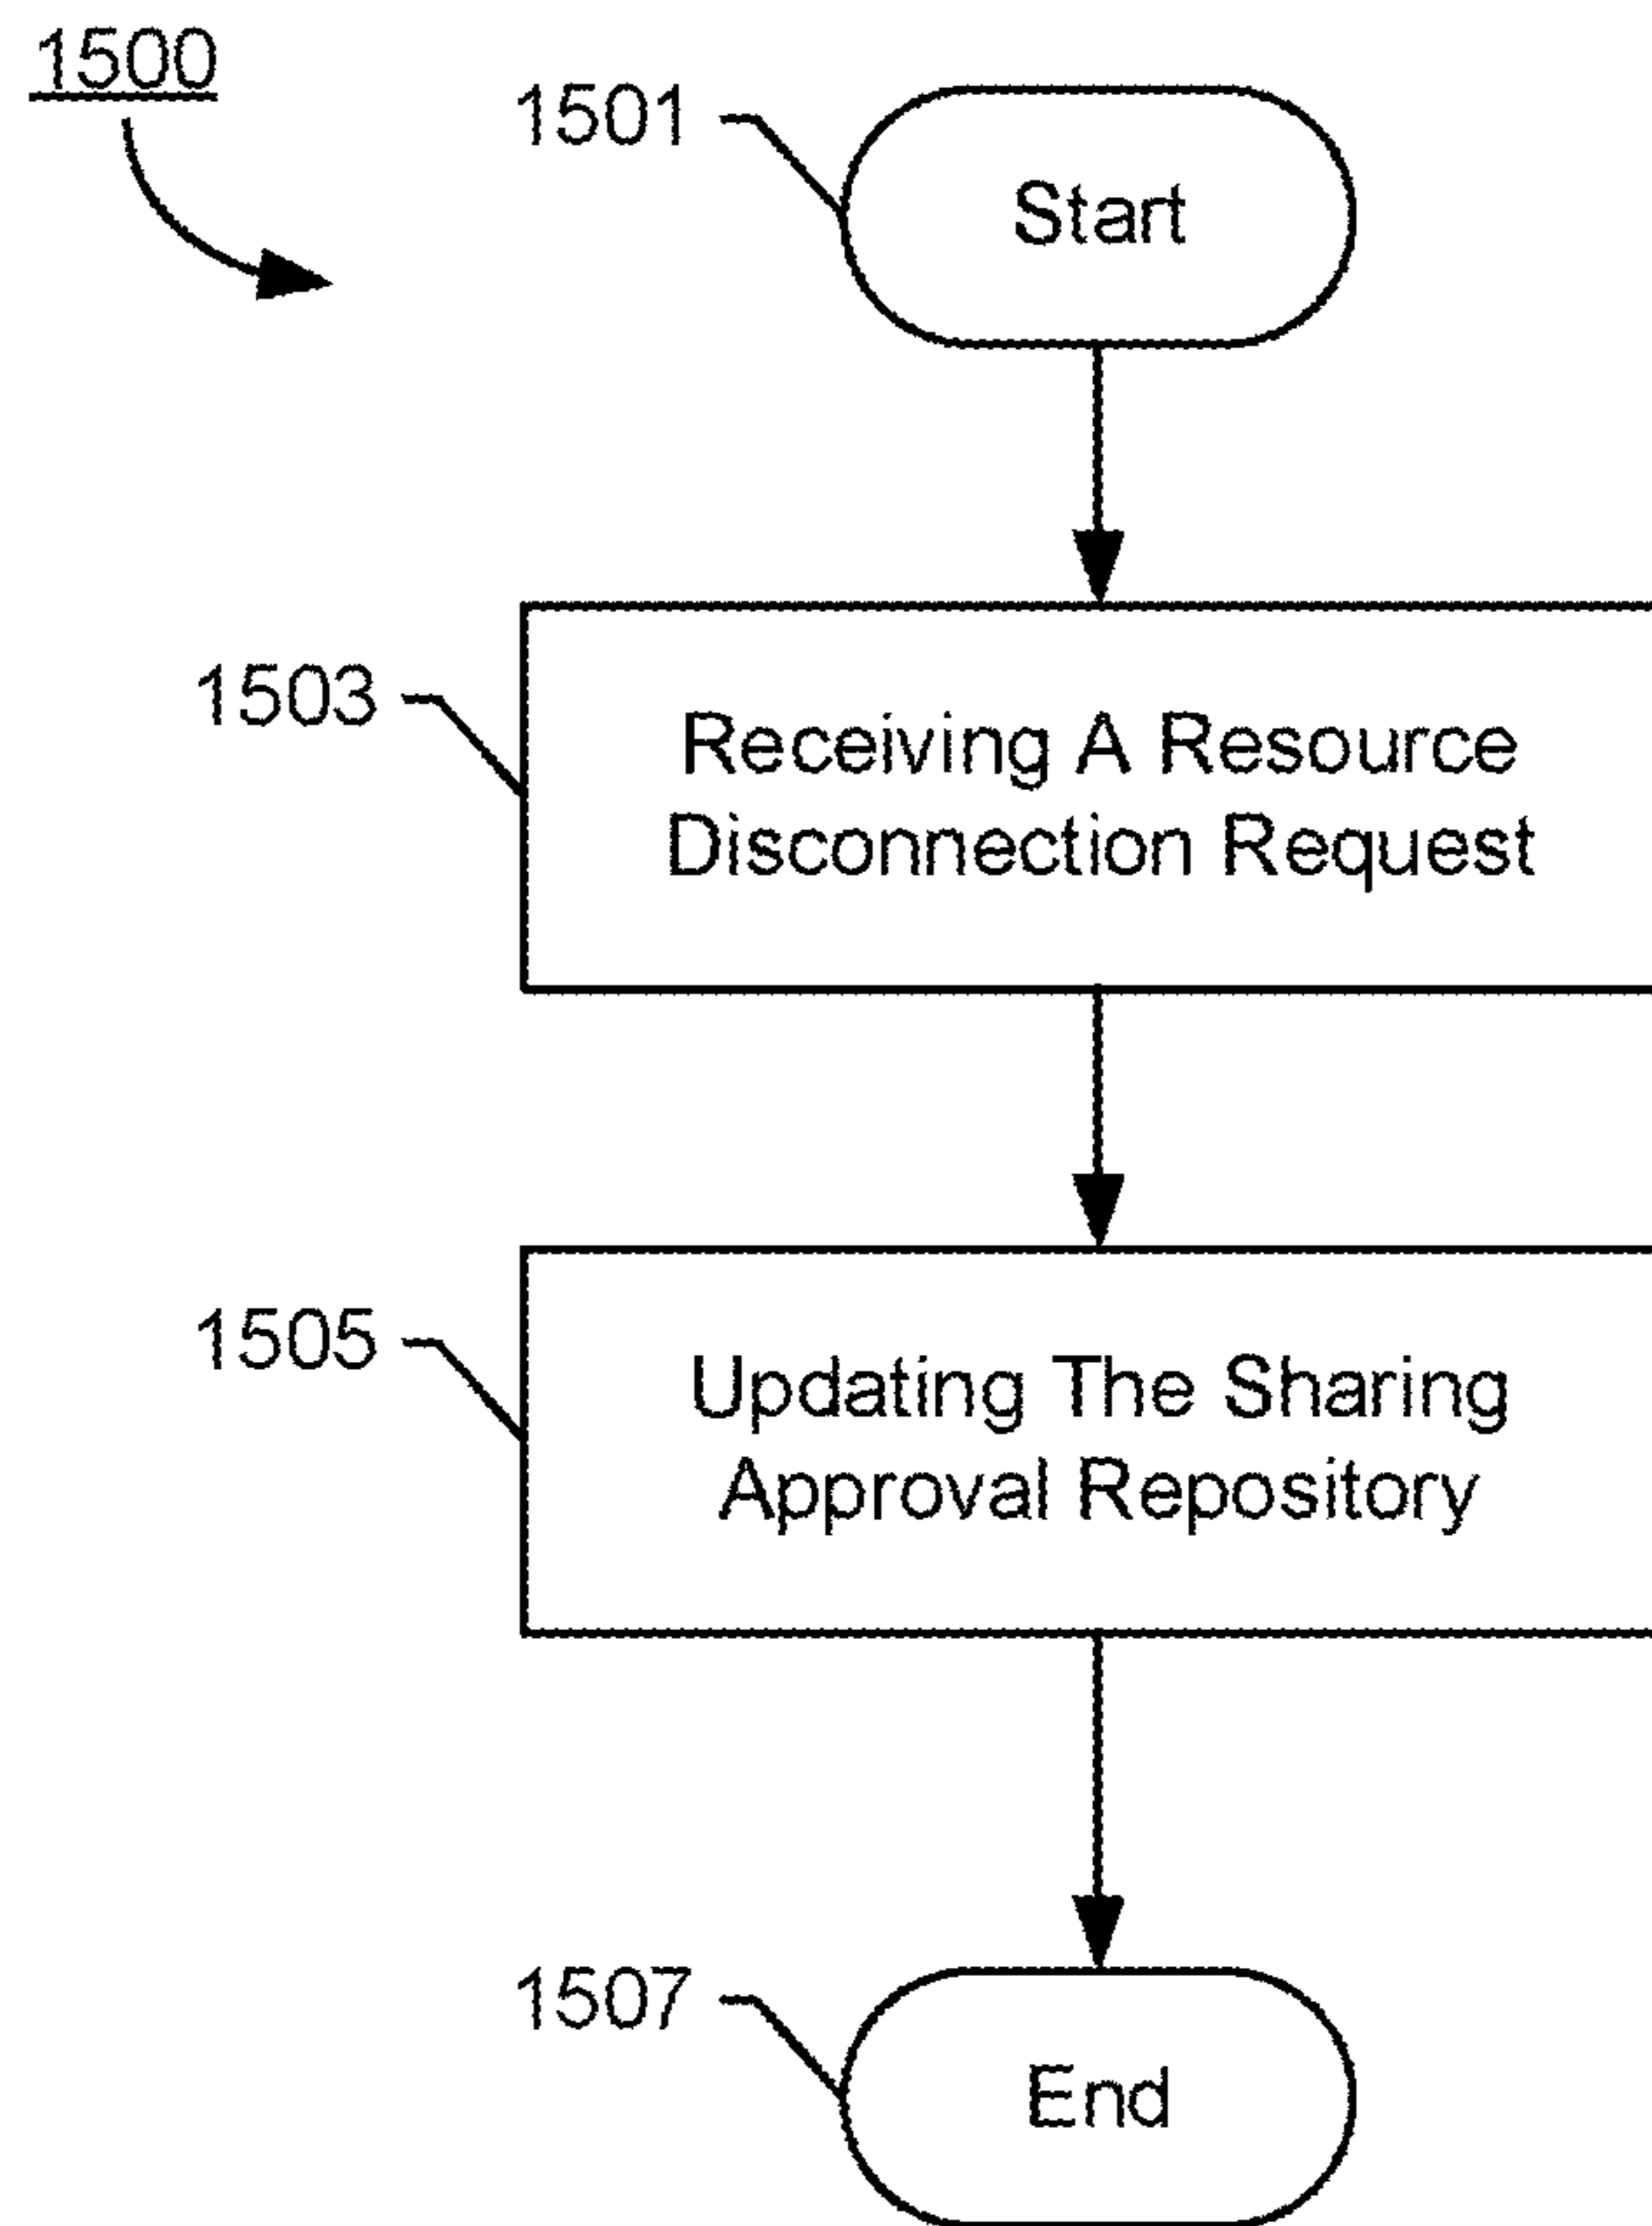 1500
1501
Start
1503
Receiving A Resource
Disconnection Request
1505
Updating The Sharing
Approval Repository
1507
End